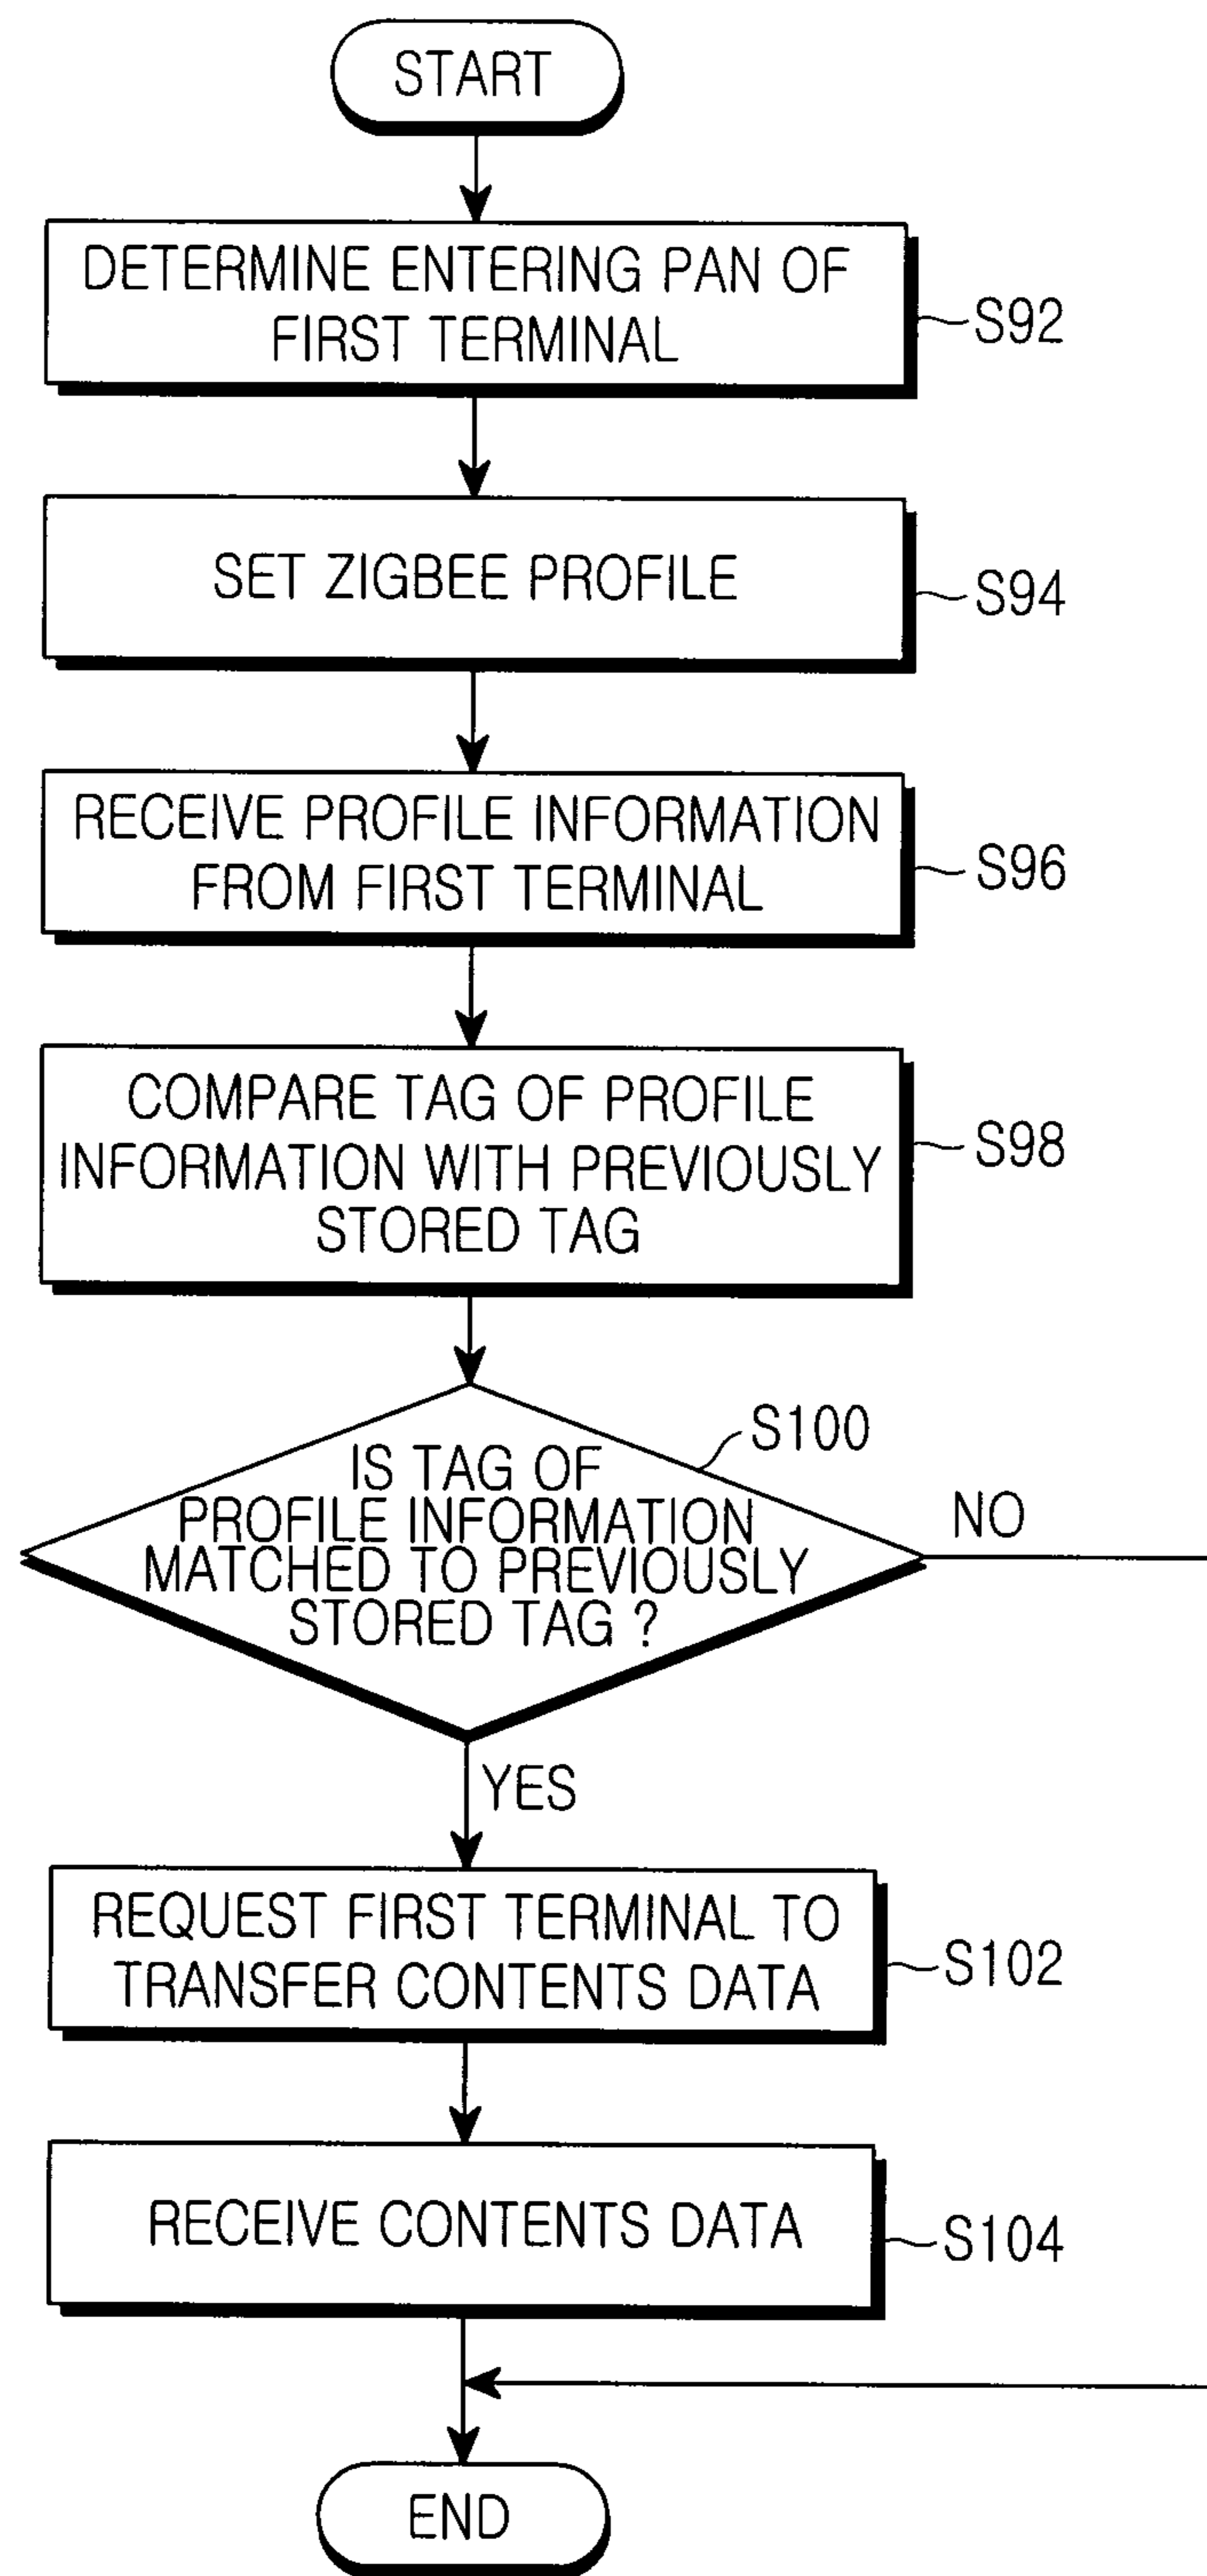 START
DETERMINE ENTERING PAN OF
FIRST TERMINAL
S92
SET ZIGBEE PROFILE
S94
RECEIVE PROFILE INFORMATION
FROM FIRST TERMINAL
S96
COMPARE TAG OF PROFILE
INFORMATION WITH PREVIOUSLY
STORED TAG
S98
S100
IS TAG OF
PROFILE INFORMATION
MATCHED TO PREVIOUSLY
STORED TAG ?
NO
YES
REQUEST FIRST TERMINAL TO
TRANSFER CONTENTS DATA
S102
RECEIVE CONTENTS DATA
S104
END